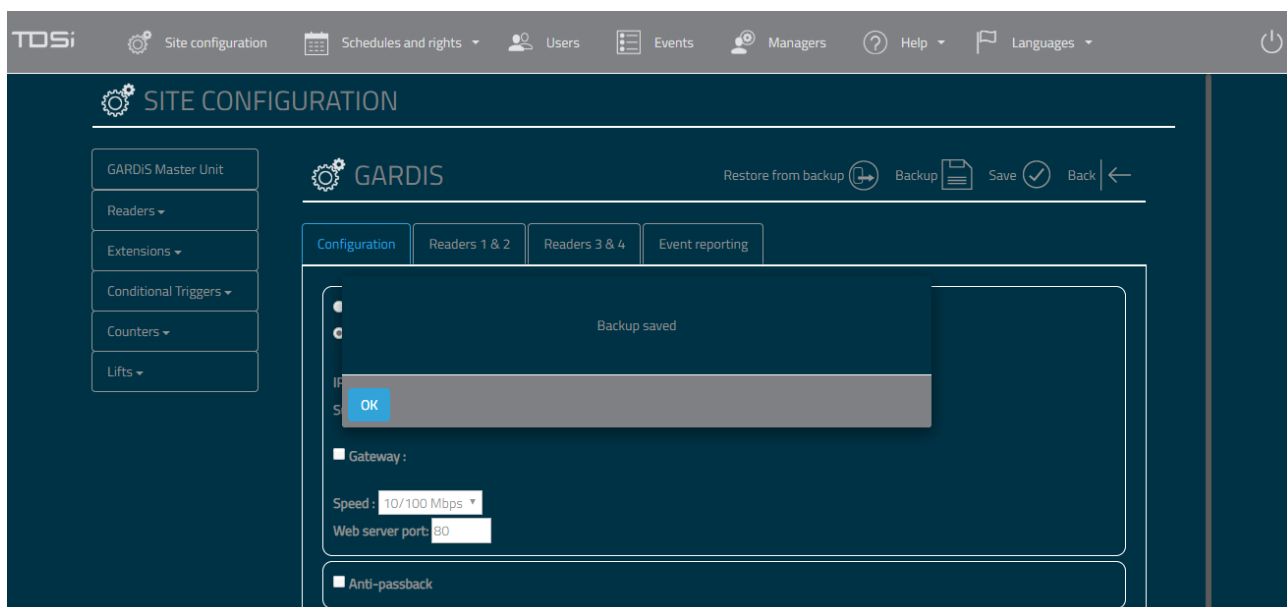 TDSi Site configuration Schedules and rights Users Events Managers Help Languages
SITE CONFIGURATION
GARDiS Master Unit
Readers
Extensions
Conditional Triggers
Counters
Lifts
GARDIS
Restore from backup Backup Save Back
Configuration Readers 1 & 2 Readers 3 & 4 Event reporting
Backup saved
OK
Gateway :
Speed : 10/100 Mbps
Web server port: 80
Anti-passback